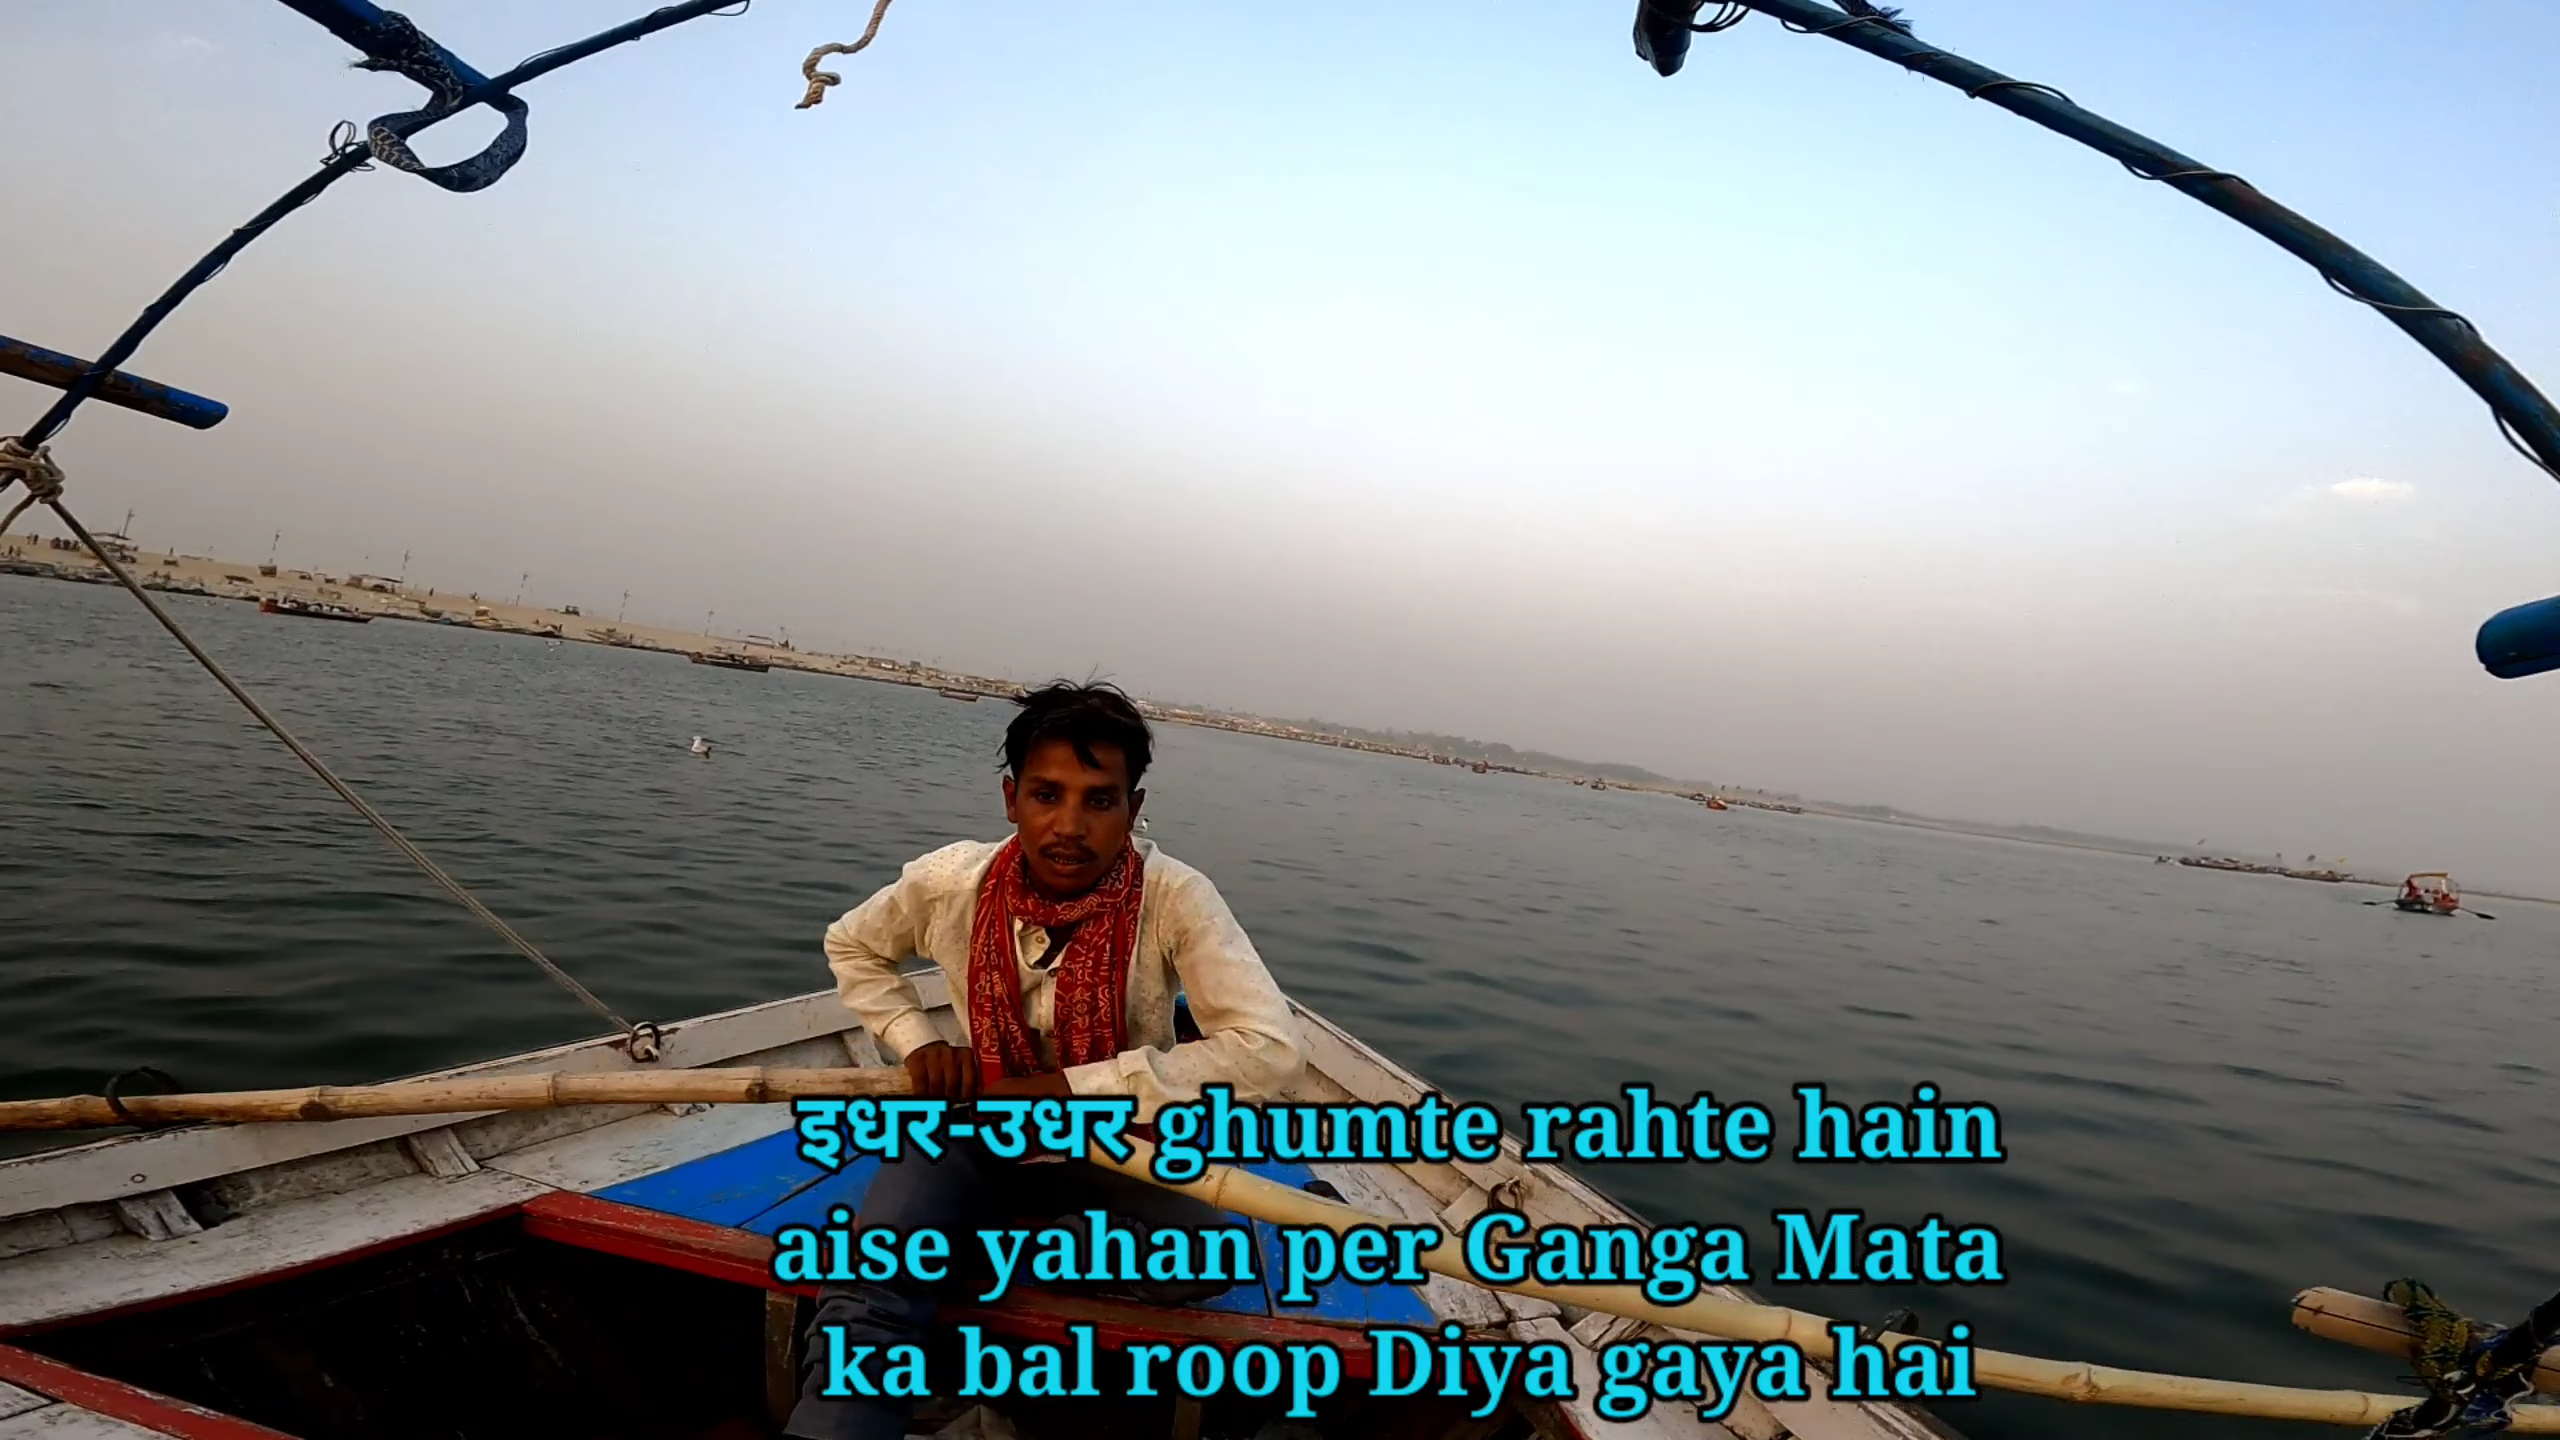 इधर-उधर ghumte rahte hain
aise yahan per Ganga Mata
ka bal roop Diya gaya hai